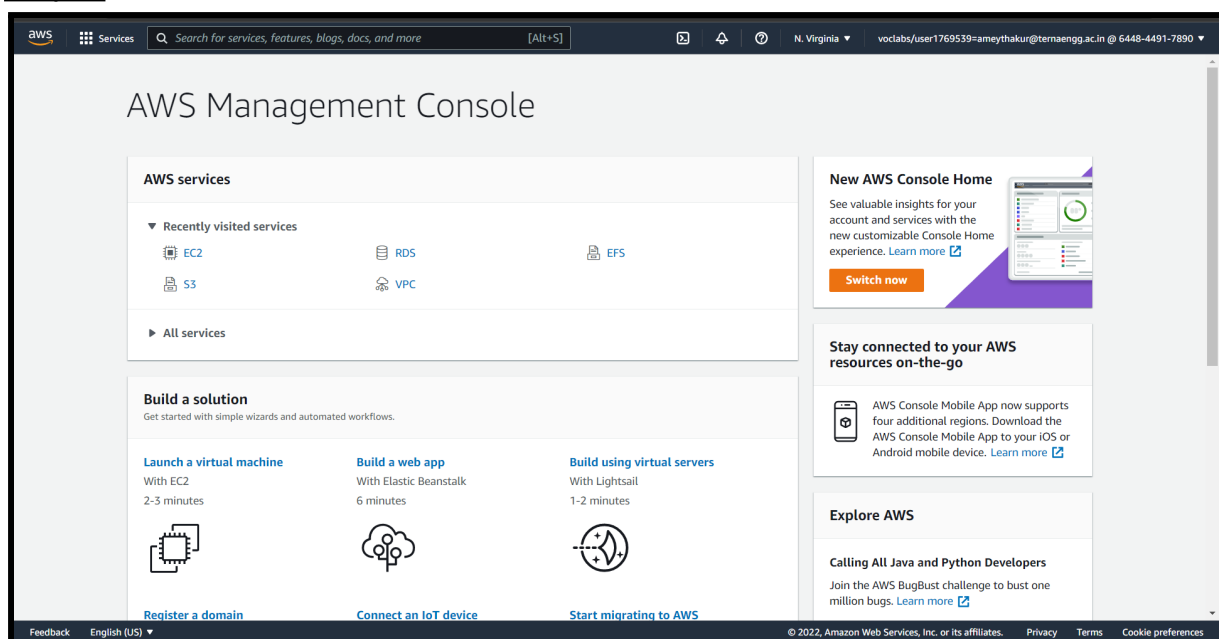 aws
Services
Search for services, features, blogs, docs, and more
[Alt+S]
N. Virginia ▼
voclabs/user1769539=ameythakur@ternaengg.ac.in @ 6448-4491-7890 ▼
AWS Management Console
AWS services
▼ Recently visited services
EC2
RDS
EFS
S3
VPC
▶ All services
Build a solution
Get started with simple wizards and automated workflows.
Launch a virtual machine
With EC2
2-3 minutes
Build a web app
With Elastic Beanstalk
6 minutes
Build using virtual servers
With Lightsail
1-2 minutes
Register a domain
Connect an IoT device
Start migrating to AWS
New AWS Console Home
See valuable insights for your
account and services with the
new customizable Console Home
experience. Learn more
Switch now
Stay connected to your AWS
resources on-the-go
AWS Console Mobile App now supports
four additional regions. Download the
AWS Console Mobile App to your iOS or
Android mobile device. Learn more
Explore AWS
Calling All Java and Python Developers
Join the AWS BugBust challenge to bust one
million bugs. Learn more
Feedback
English (US) ▼
© 2022, Amazon Web Services, Inc. or its affiliates.
Privacy
Terms
Cookie preferences